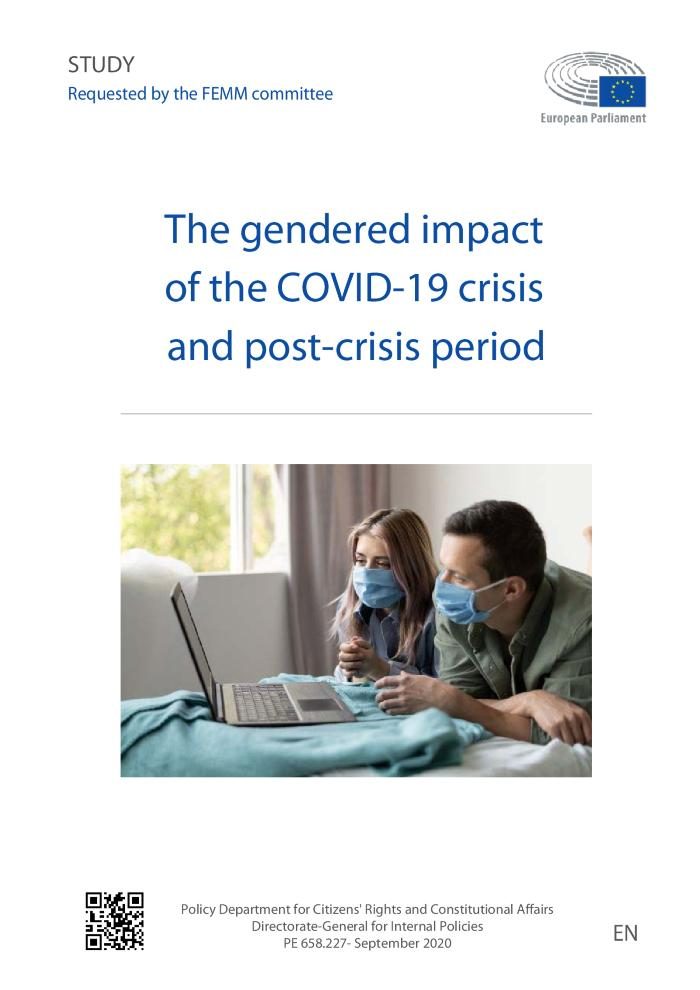 STUDY
Requested by the FEMM committee
European Parliament
The gendered impact
of the COVID-19 crisis
and post-crisis period
Policy Department for Citizens' Rights and Constitutional Affairs
Directorate-General for Internal Policies
PE 658.227- September 2020
EN